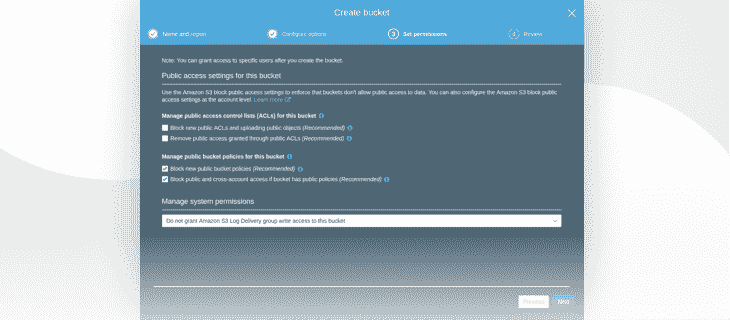 Create bucket
Name and region
Configure options
3 Set permissions
4 Review
Note: You can grant access to specific users after you create the bucket.
Public access settings for this bucket
Use the Amazon S3 block public access settings to enforce that buckets don't allow public access to data. You can also configure the Amazon S3 block public
access settings at the account level. Learn more
Manage public access control lists (ACLs) for this bucket
Block new public ACLs and uploading public objects (Recommended)
Remove public access granted through public ACLs (Recommended)
Manage public bucket policies for this bucket
Block new public bucket policies (Recommended)
Block public and cross-account access if bucket has public policies (Recommended)
Manage system permissions
Do not grant Amazon S3 Log Delivery group write access to this bucket
Previous
Next